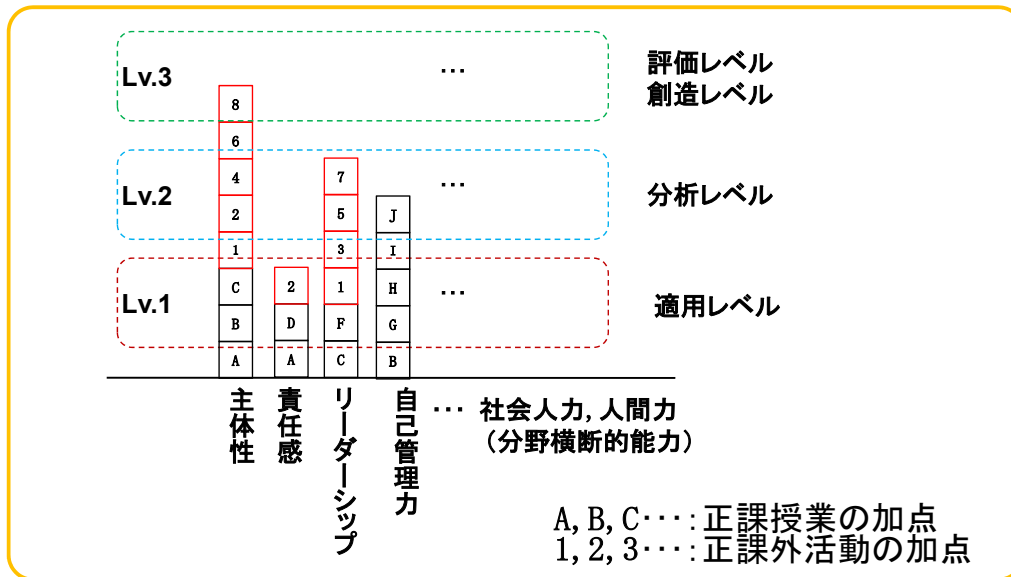 Lv.3
…
評価レベル
創造レベル
8
6
4
2
1
C
B
A
Lv.2
…
分析レベル
Lv.1
…
適用レベル
2
D
A
7
5
3
1
F
C
J
I
H
G
B
主体性
責任感
リーダーシップ
自己管理力
… 社会人力,人間力
(分野横断的能力)
A,B,C…:正課授業の加点
1,2,3…:正課外活動の加点